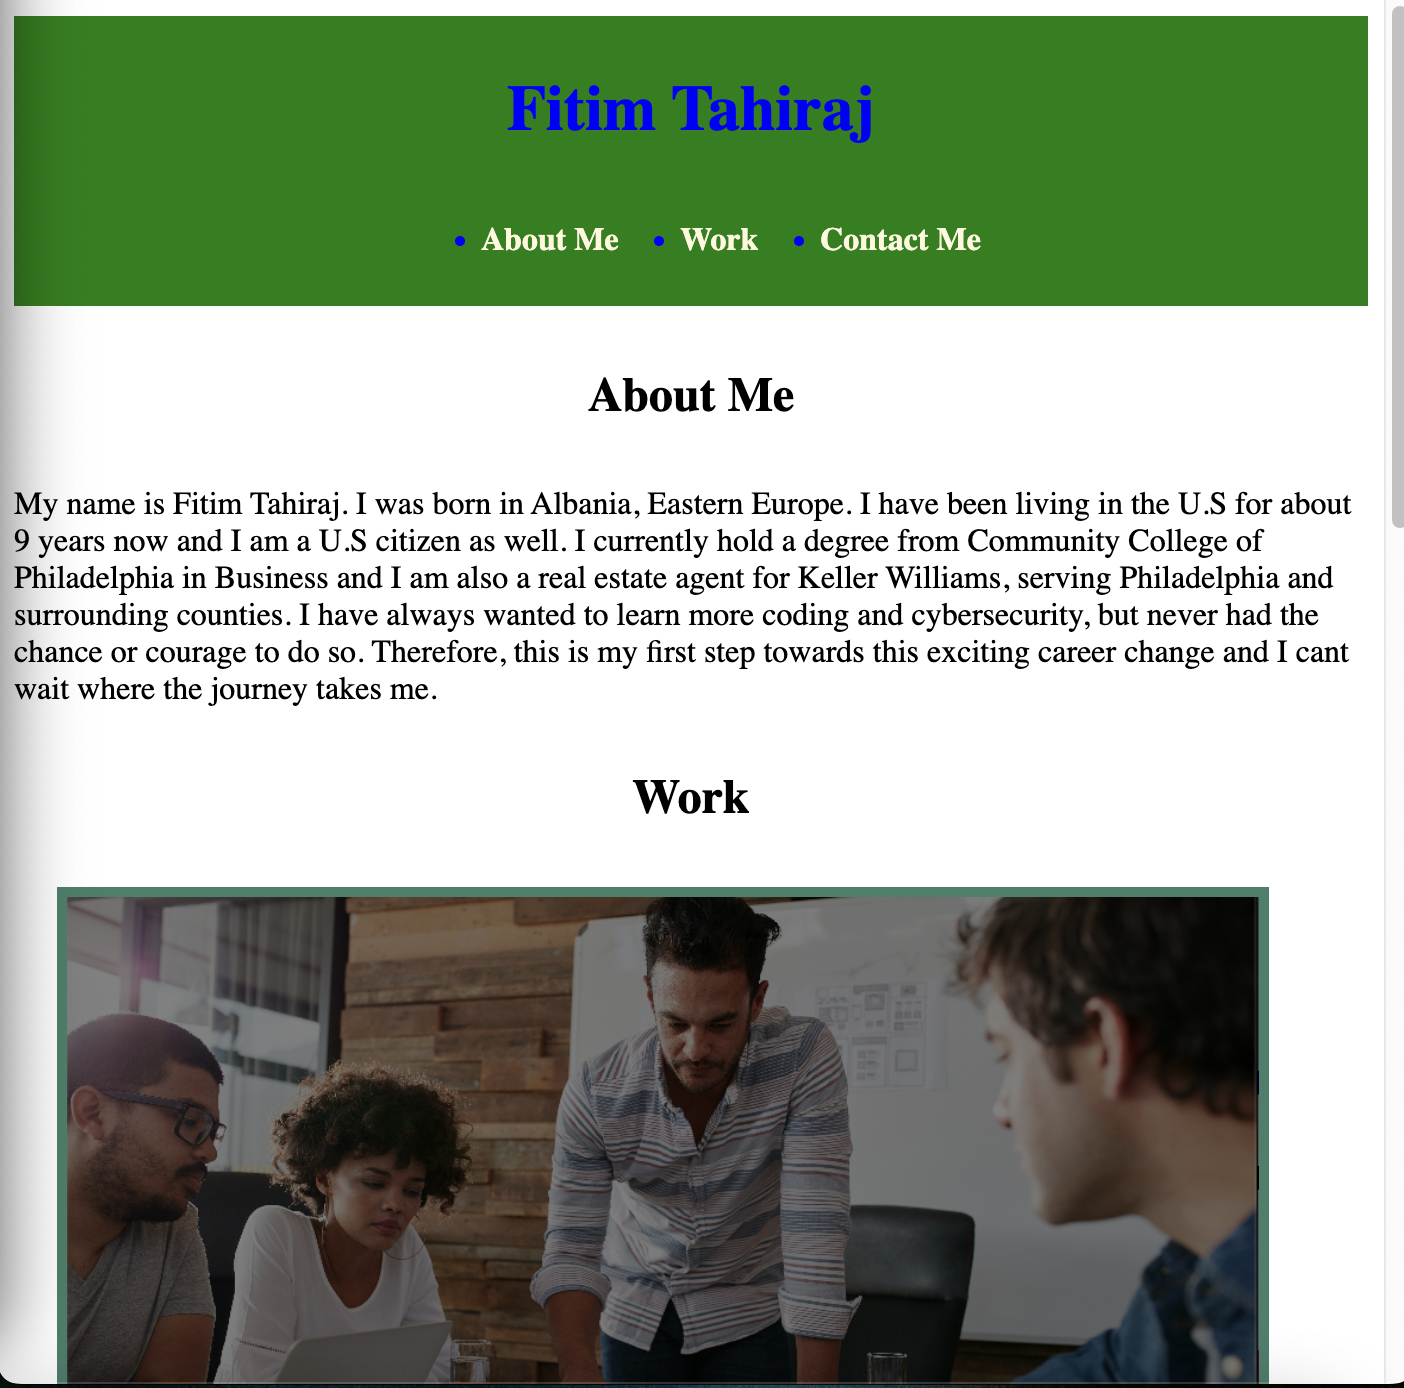 Fitim Tahiraj
• About Me • Work • Contact Me
About Me
My name is Fitim Tahiraj. I was born in Albania, Eastern Europe. I have been living in the U.S for about
9 years now and I am a U.S citizen as well. I currently hold a degree from Community College of
Philadelphia in Business and I am also a real estate agent for Keller Williams, serving Philadelphia and
surrounding counties. I have always wanted to learn more coding and cybersecurity, but never had the
chance or courage to do so. Therefore, this is my first step towards this exciting career change and I cant
wait where the journey takes me.
Work